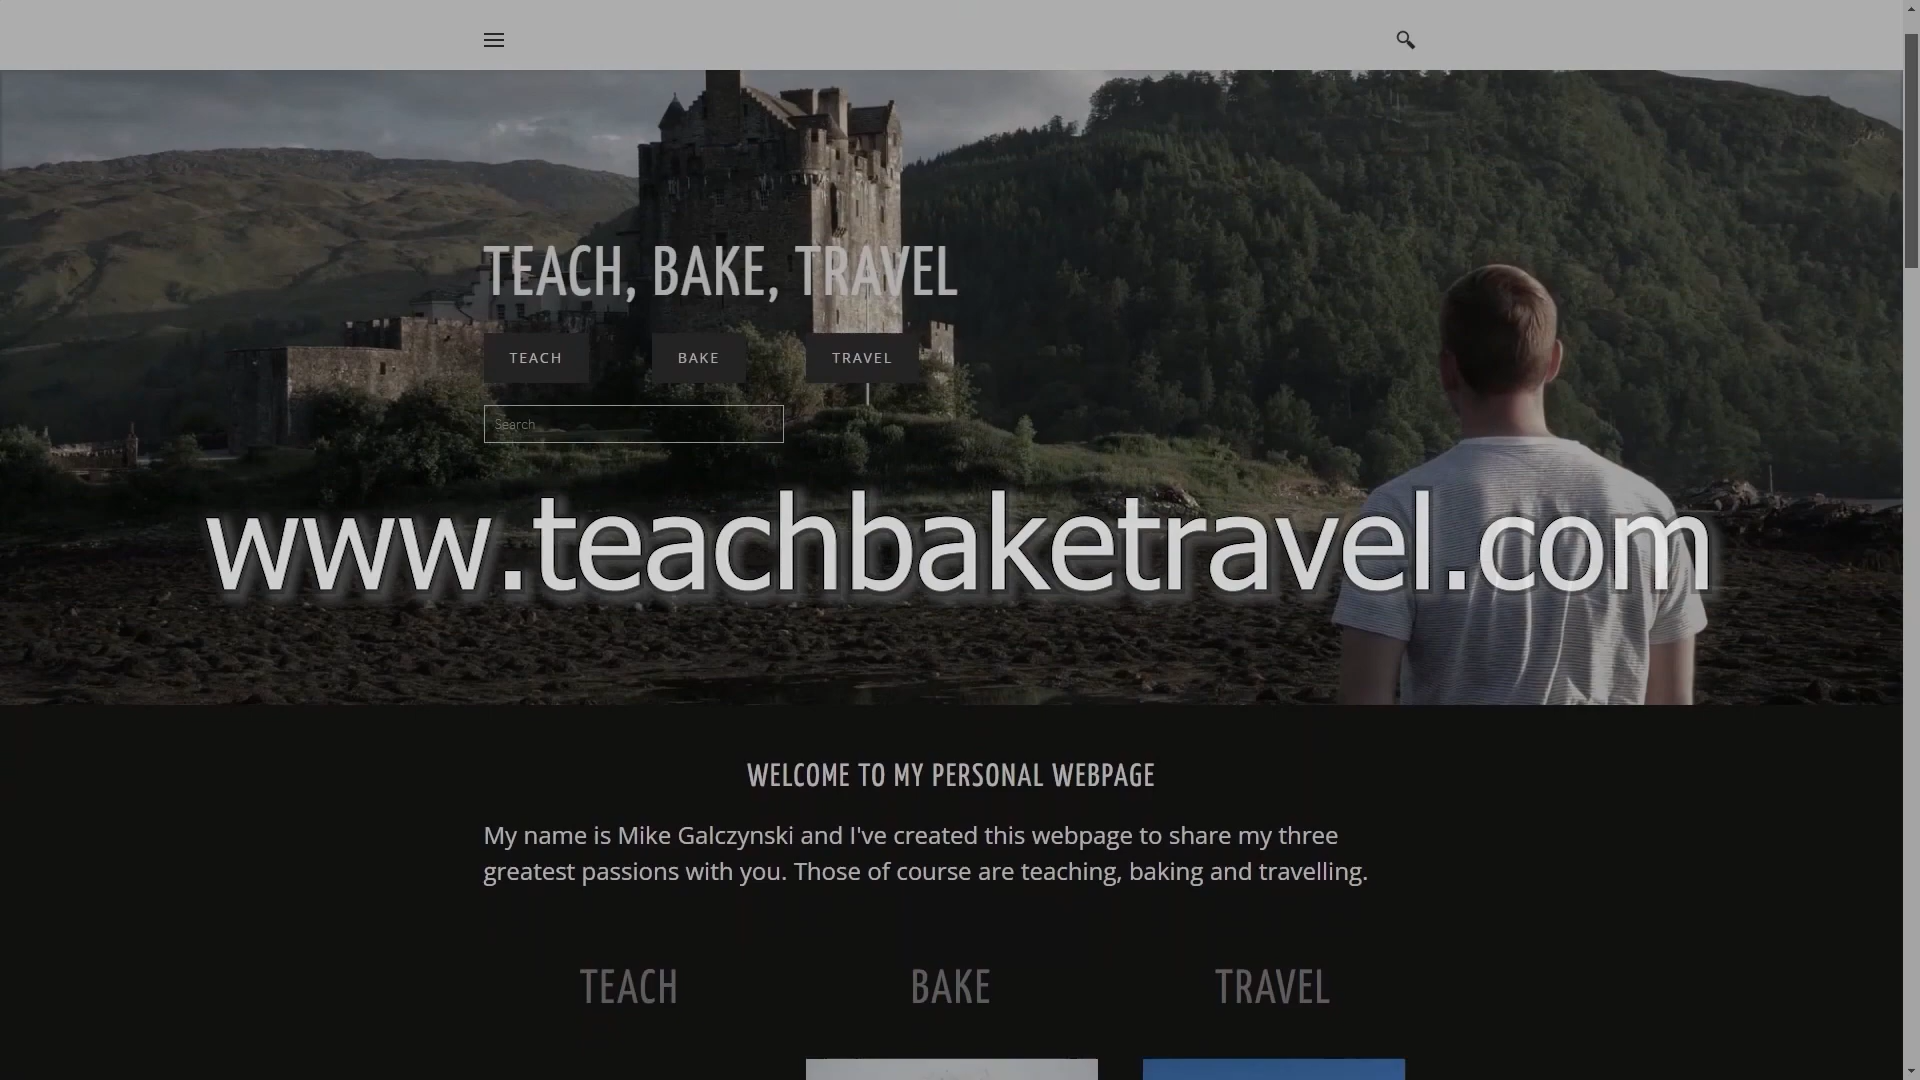 TEACH, BAKE, TRAVEL
TEACH
BAKE
TRAVEL
Search
www.teachbaketravel.com
WELCOME TO MY PERSONAL WEBPAGE
My name is Mike Galczynski and I've created this webpage to share my three
greatest passions with you. Those of course are teaching, baking and travelling.
TEACH
BAKE
TRAVEL